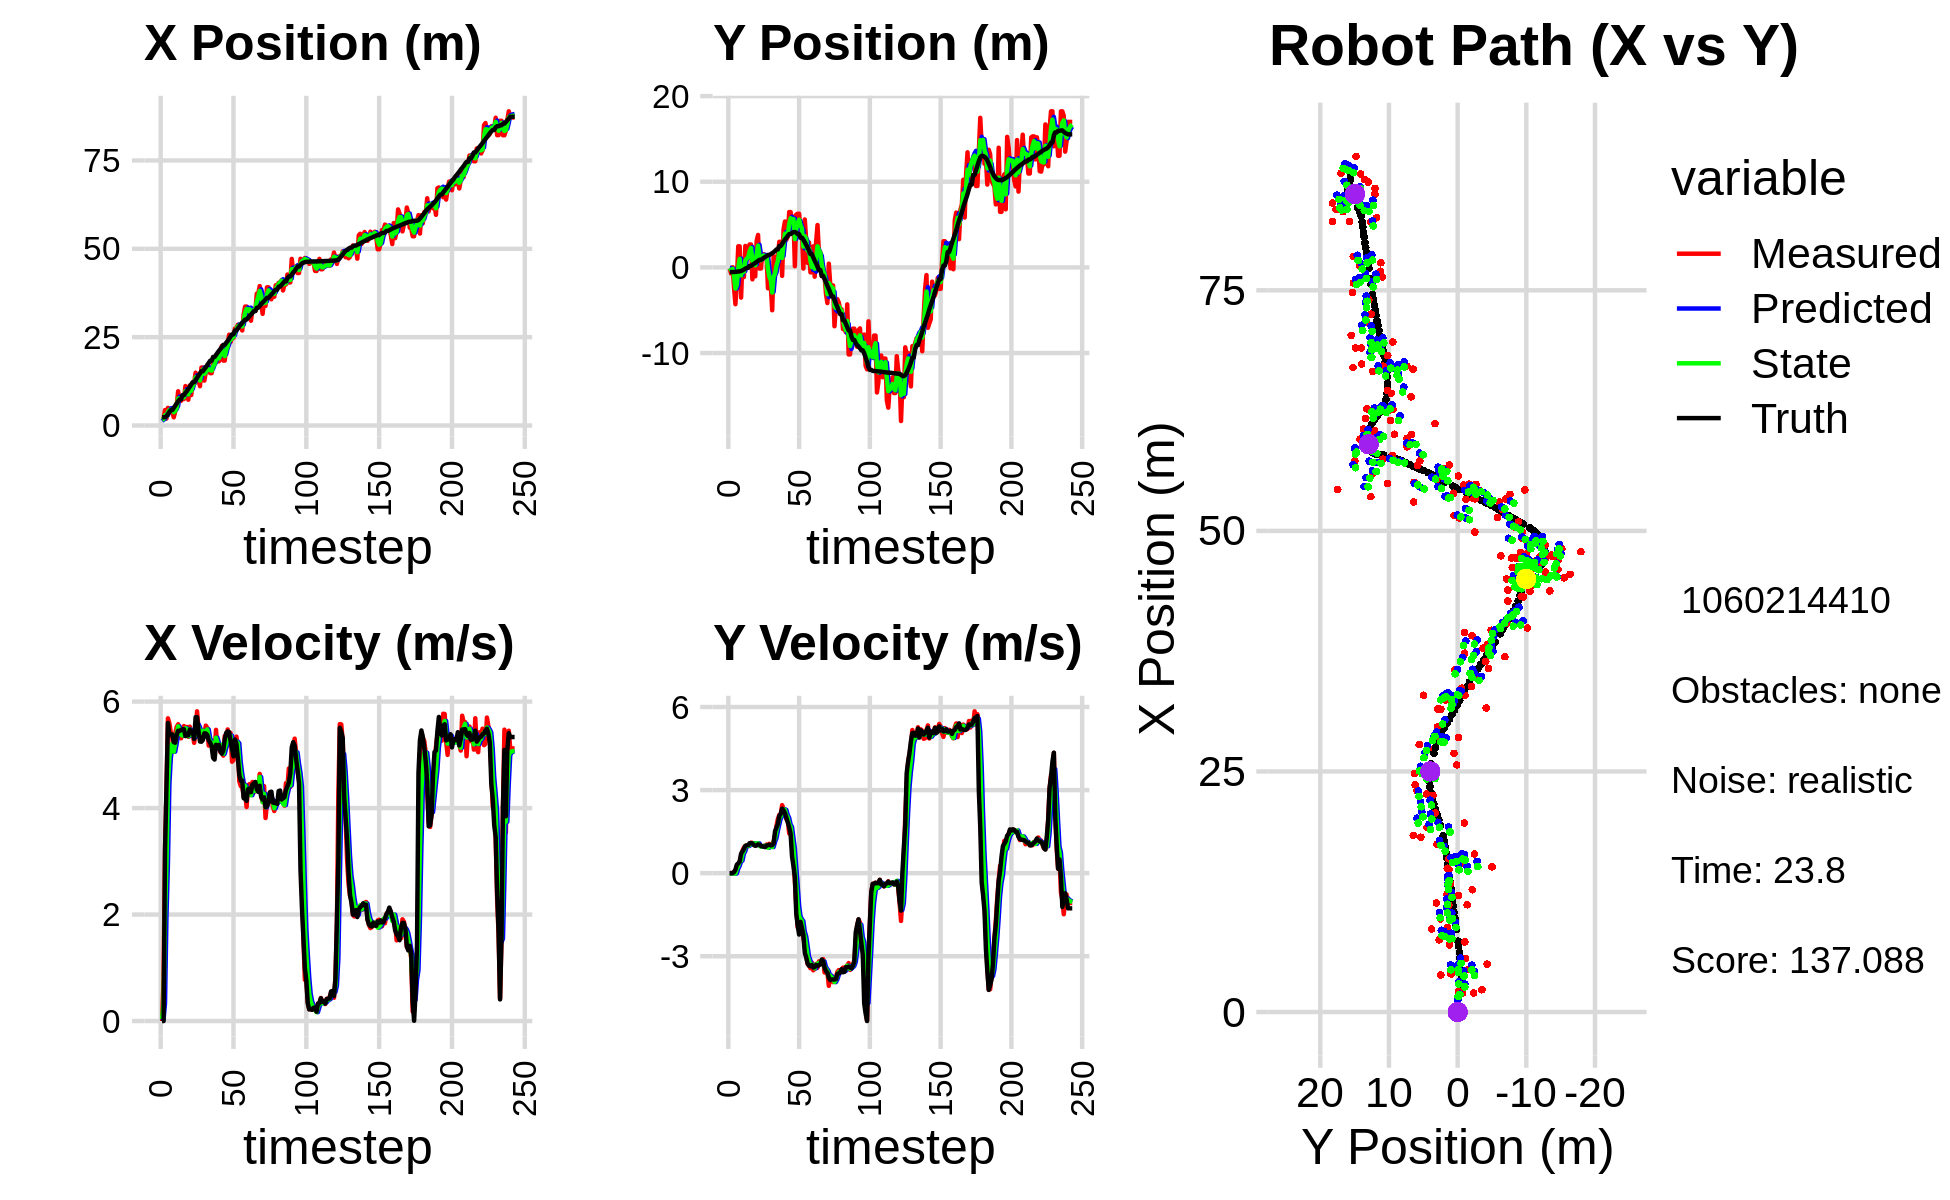 X Position (m)
75
50
25
0
0 50 100 150 200 250
timestep
Y Position (m)
20
10
0
-10
0 50 100 150 200 250
timestep
X Velocity (m/s)
6
4
2
0
0 50 100 150 200 250
timestep
Y Velocity (m/s)
6
3
0
-3
0 50 100 150 200 250
timestep
Robot Path (X vs Y)
X Position (m)
75
50
25
0
20 10 0 -10 -20
Y Position (m)
variable
Measured
Predicted
State
Truth
1060214410
Obstacles: none
Noise: realistic
Time: 23.8
Score: 137.088